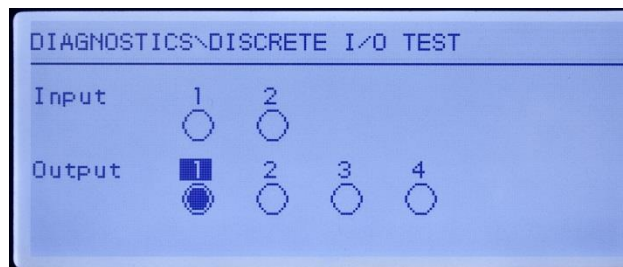 DIAGNOSTICS\DISCRETE I/O TEST
Input 1 2
Output 1 2 3 4